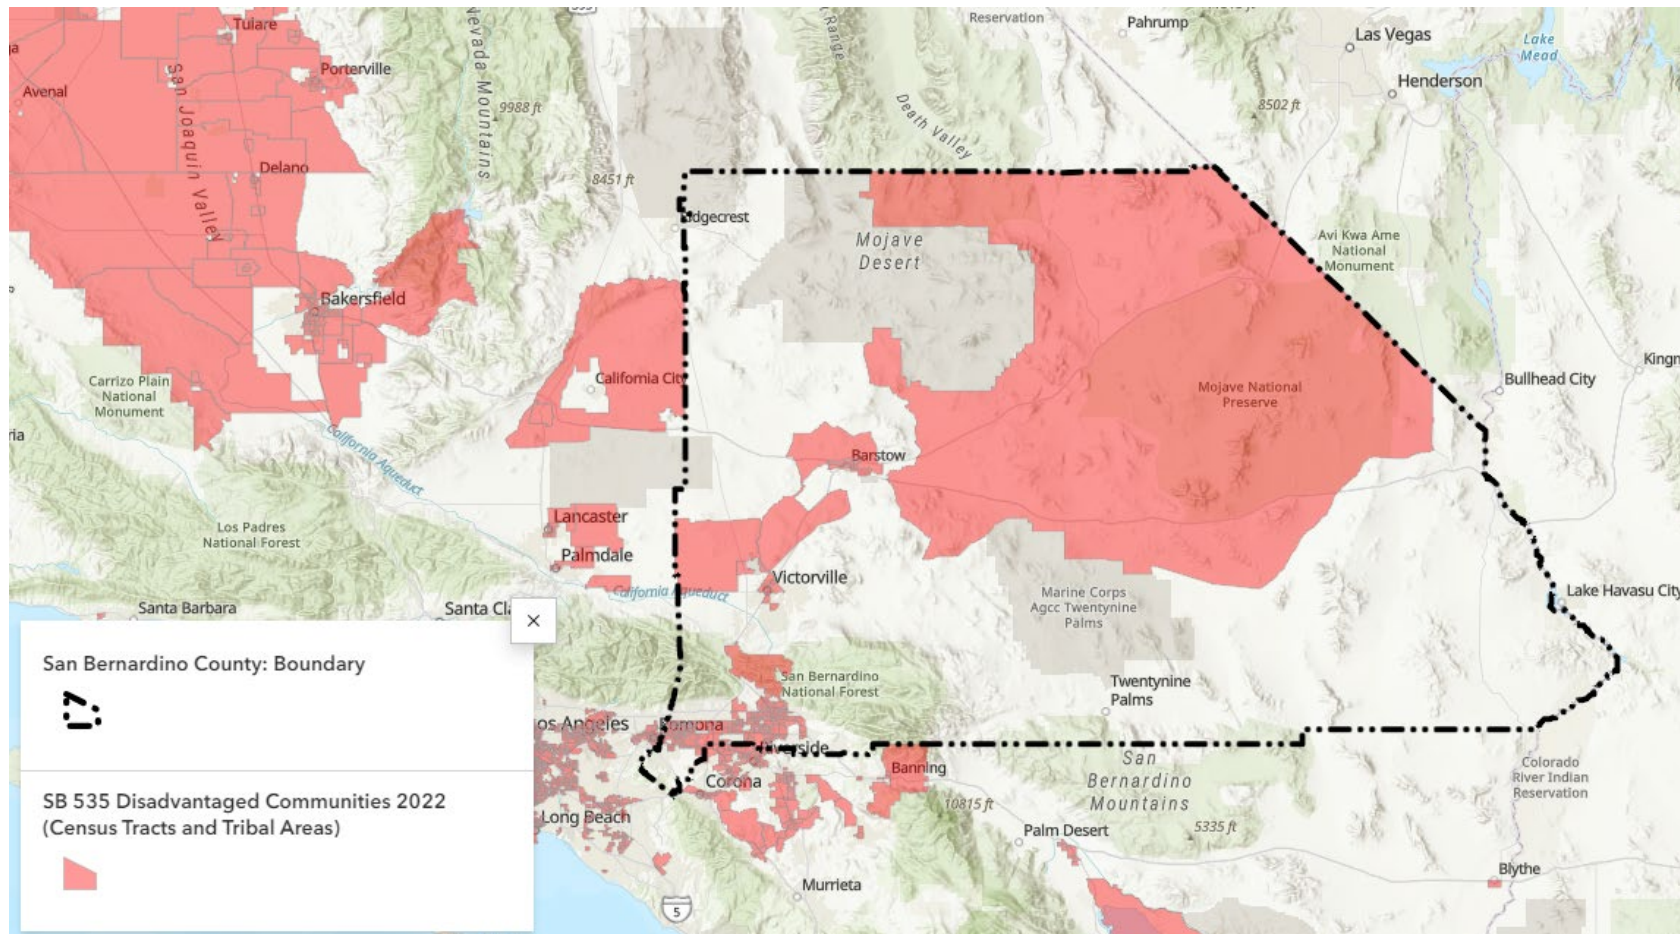 Tulare
Reservation
Pahrump
Las Vegas
Lake
Mead
Henderson
Porterville
Nevada Mountains
Range
Avenal
9988 ft
San Joaquin Valley
Death Valley
8502 ft
Delano
8451 ft
idgecrest
Mojave
Desert
Avi Kwa Ame
National
Monument
Bakersfield
Carrizo Plain
National
Monument
California City
Mojave National
Preserve
Bullhead City
Kingn
ria
California Aqueduct
Barstow
Los Padres
National Forest
Lancaster
Palmdale
Victorville
California Aqueduct
Marine Corps
Agcc Twentynine
Palms
Lake Havasu City
Santa Barbara
Santa Cl
San Bernardino
National Forest
Twentynine
Palms
os Angeles
Pomona
Riverside
Corona
Banning
San
Bernardino
Mountains
Colorado
River Indian
Reservation
Long Beach
10815 ft
5335 ft
Palm Desert
Blythe
Murrieta
5
San Bernardino County: Boundary
SB 535 Disadvantaged Communities 2022
(Census Tracts and Tribal Areas)